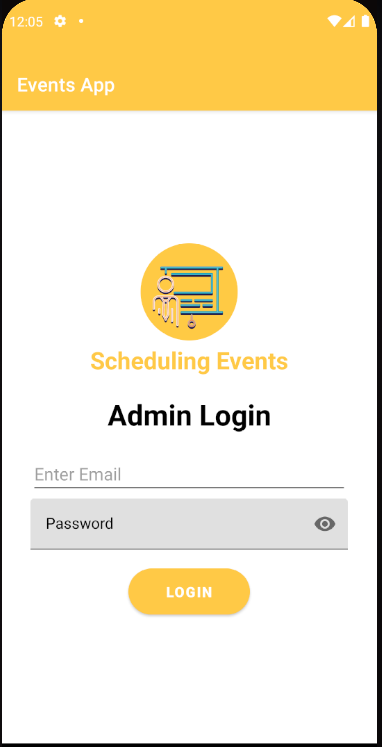 12:05
Events App
Scheduling Events
Admin Login
Enter Email
Password
LOGIN